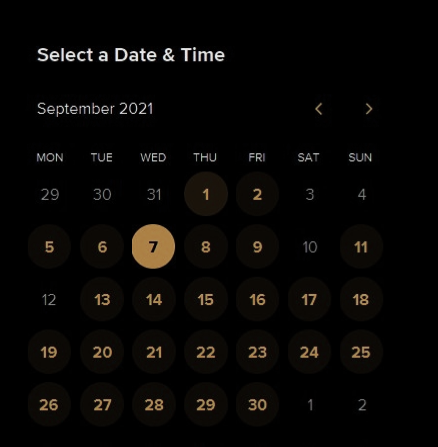 Select a Date & Time
September 2021
MON TUE WED THU FRI SAT SUN
29 30 31 1 2 3 4
5 6 7 8 9 10 11
12 13 14 15 16 17 18
19 20 21 22 23 24 25
26 27 28 29 30 1 2